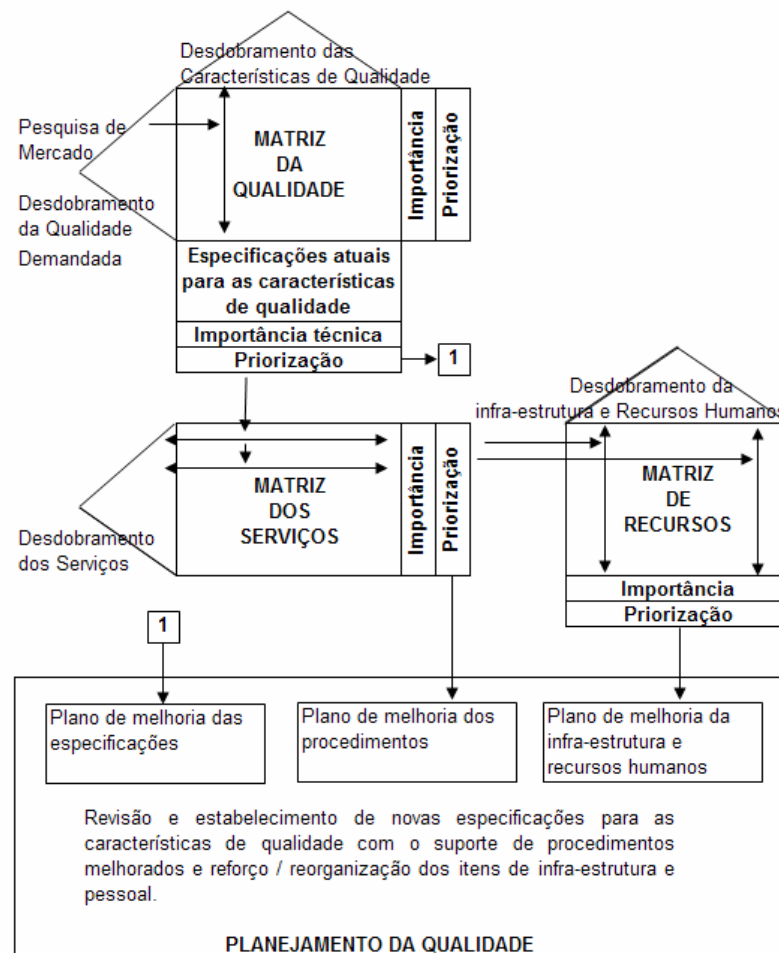 Desdobramento das
Características de Qualidade
Pesquisa de
Mercado
MATRIZ
DA
QUALIDADE
Importância
Priorização
Desdobramento
da Qualidade
Demandada
Especificações atuais
para as características
de qualidade
Importância técnica
Priorização
1
Desdobramento da
infra-estrutura e Recursos Humanos
MATRIZ
DOS
SERVIÇOS
Importância
Priorização
Desdobramento
dos Serviços
MATRIZ
DE
RECURSOS
Importância
Priorização
1
Plano de melhoria das
especificações
Plano de melhoria dos
procedimentos
Plano de melhoria da
infra-estrutura e
recursos humanos
Revisão e estabelecimento de novas especificações para as
características de qualidade com o suporte de procedimentos
melhorados e reforço / reorganização dos itens de infra-estrutura e
pessoal.
PLANEJAMENTO DA QUALIDADE